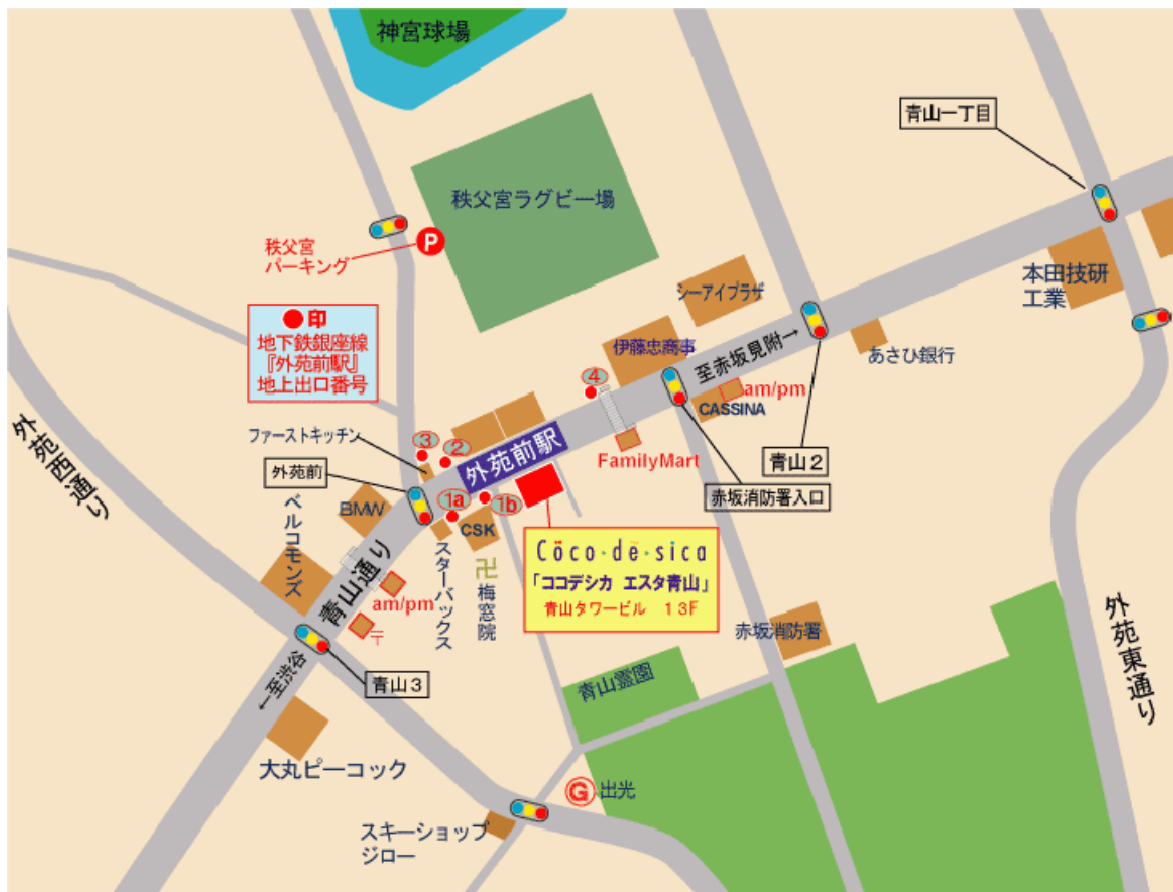 神宮球場
青山一丁目
秩父宮ラグビー場
秩父宮
パーキング
P
シーアイプラザ
本田技研
工業
●印
地下鉄銀座線
『外苑前駅』
地上出口番号
伊藤忠商事
至赤坂見附→
あさひ銀行
4
am/pm
CASSINA
ファーストキッチン
3
2
外苑前駅
FamilyMart
青山2
外苑西通り
外苑前
赤坂消防署入口
BMW
1a
1b
CSK
ベルコモンズ
青山通り
スターバックス
卍梅窓院
Cöco・dē・sica
「ココデシカ エスタ青山」
青山タワービル 13F
am/pm
〒
赤坂消防署
外苑東通り
青山霊園
←至渋谷
青山3
大丸ピーコック
G 出光
スキーショップ
ジロー